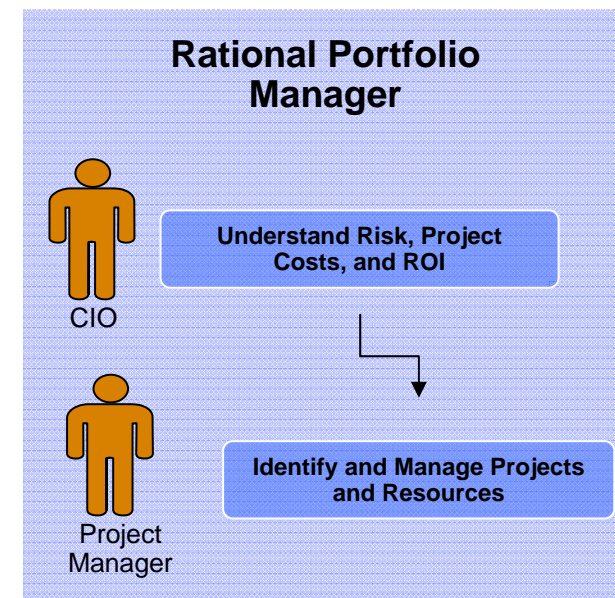 Rational Portfolio
Manager
Understand Risk, Project
Costs, and ROI
CIO
Identify and Manage Projects
and Resources
Project
Manager